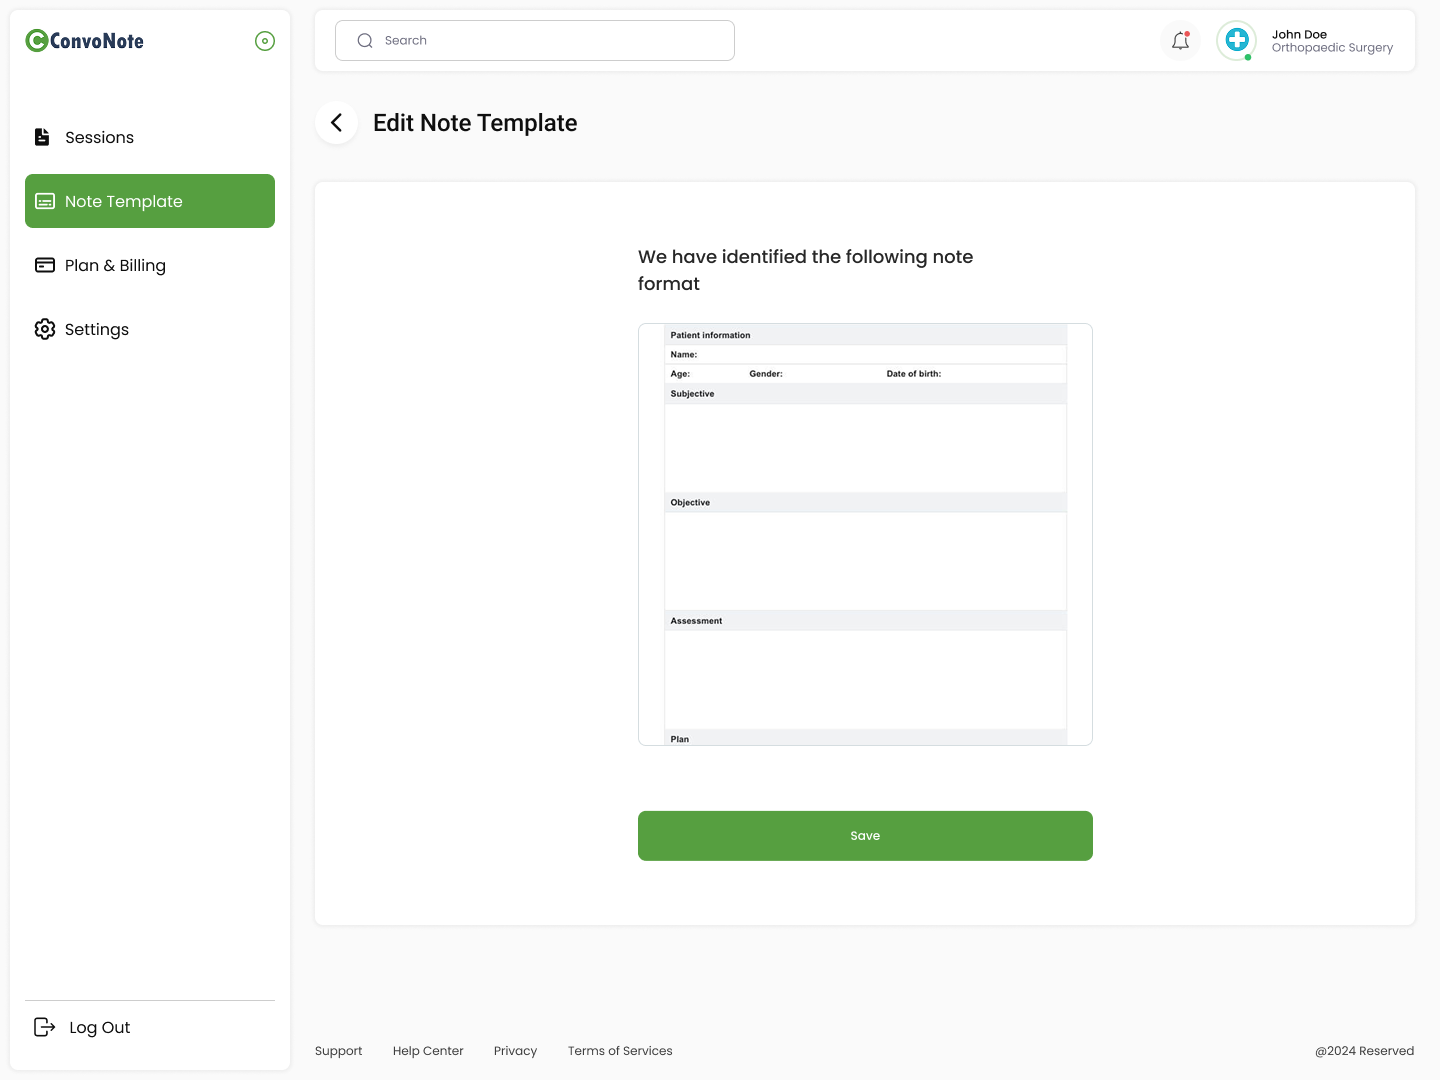 ConvoNote
Search
John Doe
Orthopaedic Surgery
Sessions
Note Template
Plan & Billing
Settings
Log Out
Edit Note Template
We have identified the following note
format
Patient information
Name:
Age: Gender: Date of birth:
Subjective
Objective
Assessment
Plan
Save
Support Help Center Privacy Terms of Services @2024 Reserved